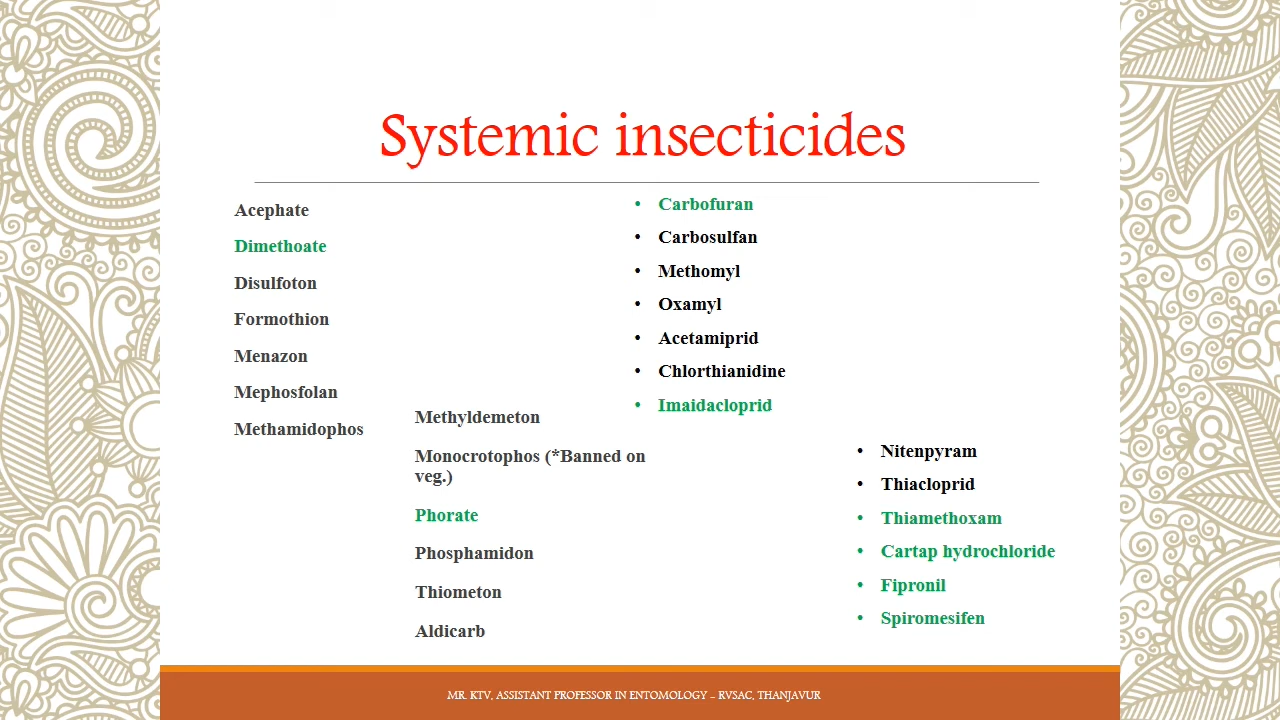 Systemic insecticides
Acephate
Dimethoate
Disulfoton
Formothion
Menazon
Mephosfolan
Methamidophos
Methyldemeton
Monocrotophos (*Banned on
veg.)
Phorate
Phosphamidon
Thiometon
Aldicarb
• Carbofuran
• Carbosulfan
• Methomyl
• Oxamyl
• Acetamiprid
• Chlorthianidine
• Imaidacloprid
• Nitenpyram
• Thiacloprid
• Thiamethoxam
• Cartap hydrochloride
• Fipronil
• Spiromesifen
MR. KTV, ASSISTANT PROFESSOR IN ENTOMOLOGY – RVSAC, THANJAVUR